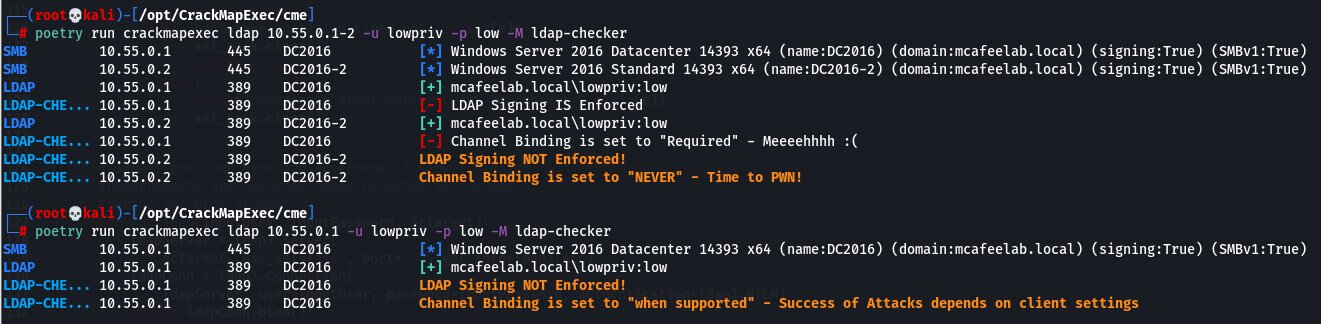 (root💀kali)-[/opt/CrackMapExec/cme]
# poetry run crackmapexec ldap 10.55.0.1-2 -u lowpriv -p low -M ldap-checker
SMB 10.55.0.1 445 DC2016 [*] Windows Server 2016 Datacenter 14393 x64 (name:DC2016) (domain:mcafeelab.local) (signing:True) (SMBv1:True)
SMB 10.55.0.2 445 DC2016-2 [*] Windows Server 2016 Standard 14393 x64 (name:DC2016-2) (domain:mcafeelab.local) (signing:True) (SMBv1:True)
LDAP 10.55.0.1 389 DC2016 [+] mcafeelab.local\lowpriv:low
LDAP-CHE... 10.55.0.1 389 DC2016 [-] LDAP Signing IS Enforced
LDAP 10.55.0.2 389 DC2016-2 [+] mcafeelab.local\lowpriv:low
LDAP-CHE... 10.55.0.1 389 DC2016 [-] Channel Binding is set to "Required" - Meeeehhhh :(
LDAP-CHE... 10.55.0.2 389 DC2016-2 LDAP Signing NOT Enforced!
LDAP-CHE... 10.55.0.2 389 DC2016-2 Channel Binding is set to "NEVER" - Time to PWN!
(root💀kali)-[/opt/CrackMapExec/cme]
# poetry run crackmapexec ldap 10.55.0.1 -u lowpriv -p low -M ldap-checker
SMB 10.55.0.1 445 DC2016 [*] Windows Server 2016 Datacenter 14393 x64 (name:DC2016) (domain:mcafeelab.local) (signing:True) (SMBv1:True)
LDAP 10.55.0.1 389 DC2016 [+] mcafeelab.local\lowpriv:low
LDAP-CHE... 10.55.0.1 389 DC2016 LDAP Signing NOT Enforced!
LDAP-CHE... 10.55.0.1 389 DC2016 Channel Binding is set to "when supported" - Success of Attacks depends on client settings